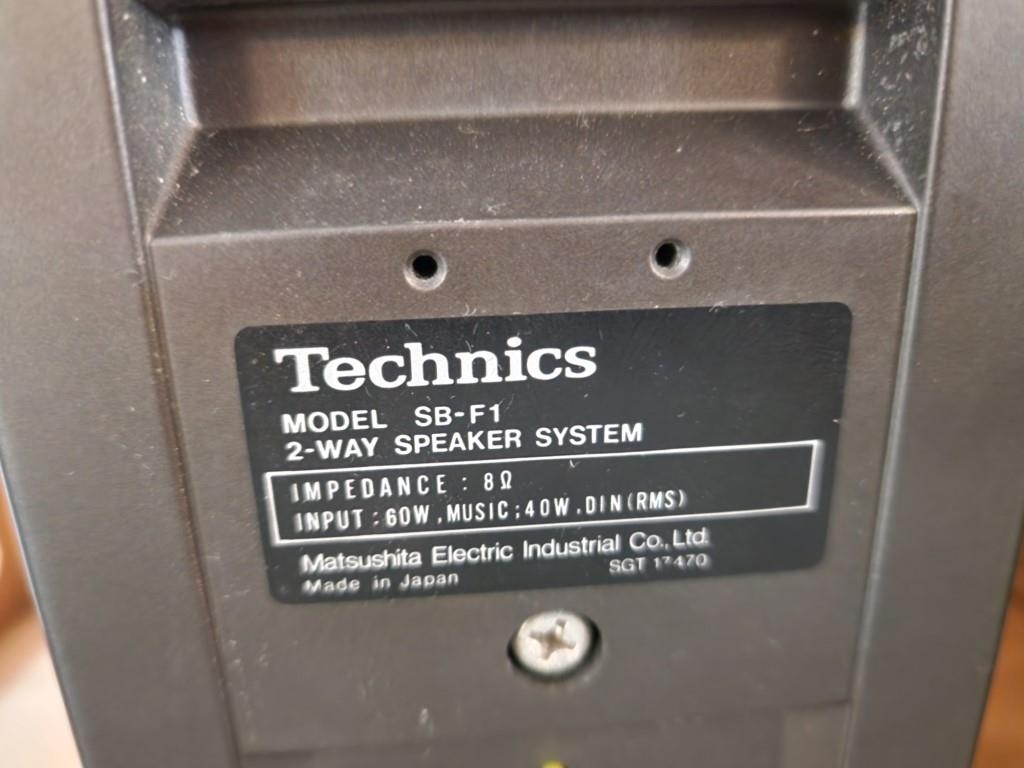 Technics
MODEL SB-F1
2-WAY SPEAKER SYSTEM
IMPEDANCE : 8Ω
INPUT : 60W, MUSIC; 40W, DIN (RMS)
Matsushita Electric Industrial Co., Ltd.
SGT 17470
Made in Japan